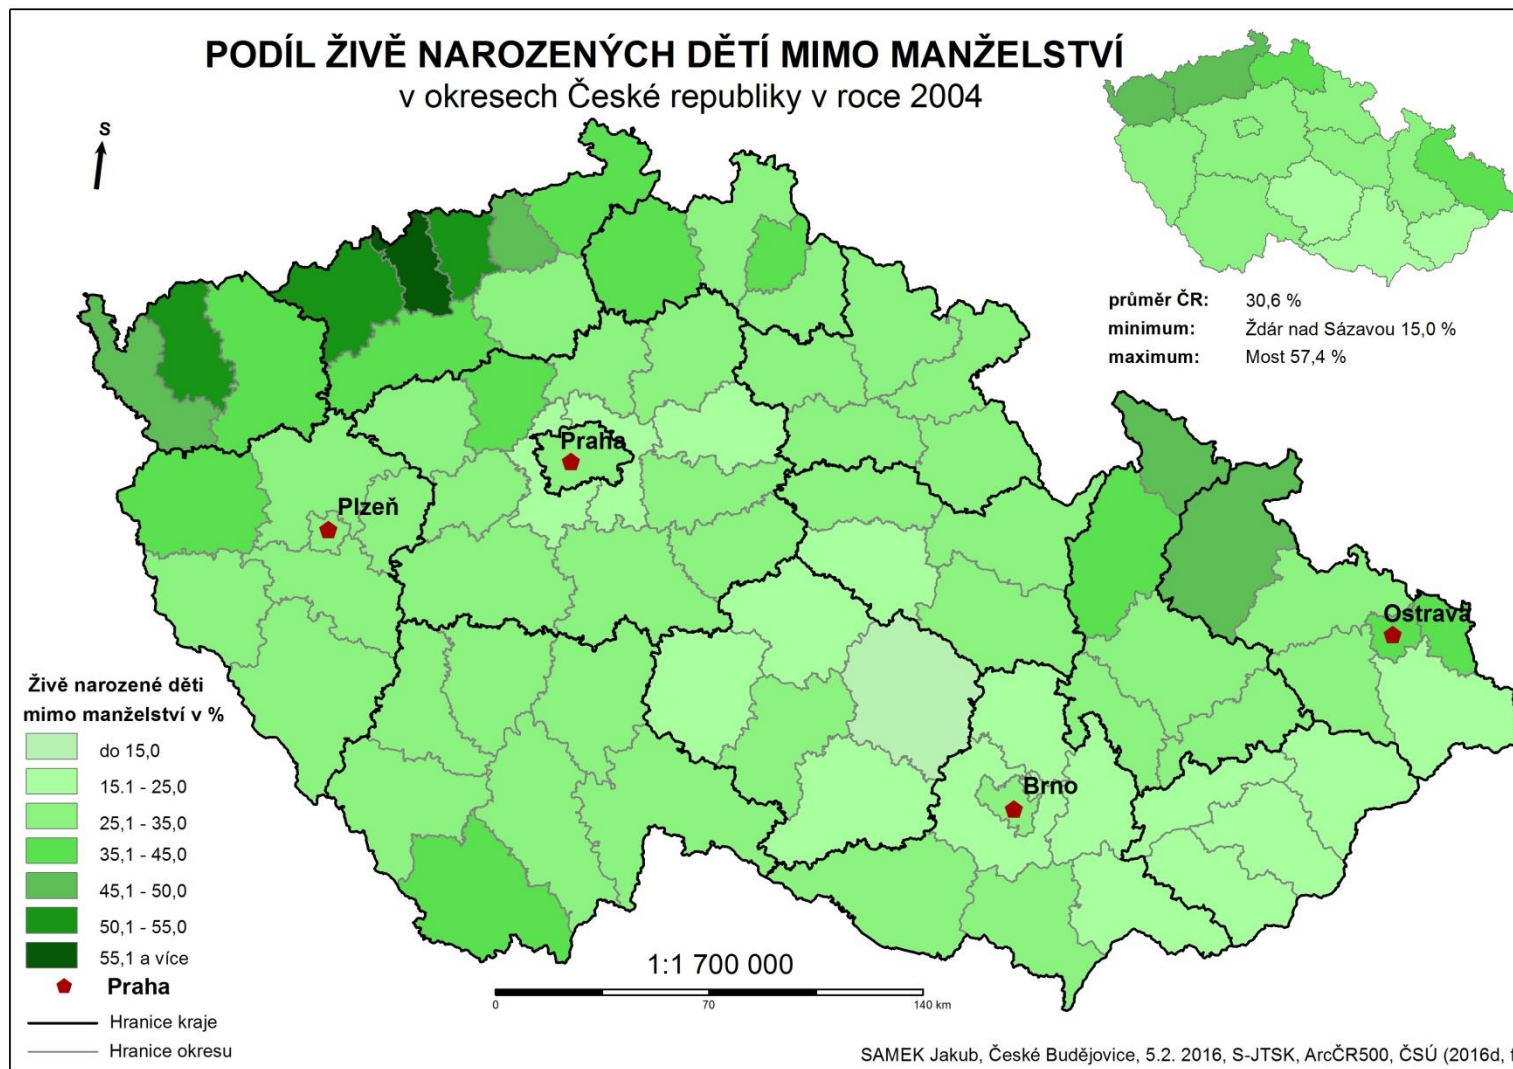 PODÍL ŽIVĚ NAROZENÝCH DĚTÍ MIMO MANŽELSTVÍ
v okresech České republiky v roce 2004
S
průměr ČR: 30,6 %
minimum: Ždár nad Sázavou 15,0 %
maximum: Most 57,4 %
Praha
Plzeň
Ostrava
Brno
Živě narozené děti
mimo manželství v %
do 15,0
15.1 - 25,0
25,1 - 35,0
35,1 - 45,0
45,1 - 50,0
50,1 - 55,0
55,1 a více
Praha
Hranice kraje
Hranice okresu
1:1 700 000
0 70 140 km
SAMEK Jakub, České Budějovice, 5.2. 2016, S-JTSK, ArcČR500, ČSÚ (2016d,